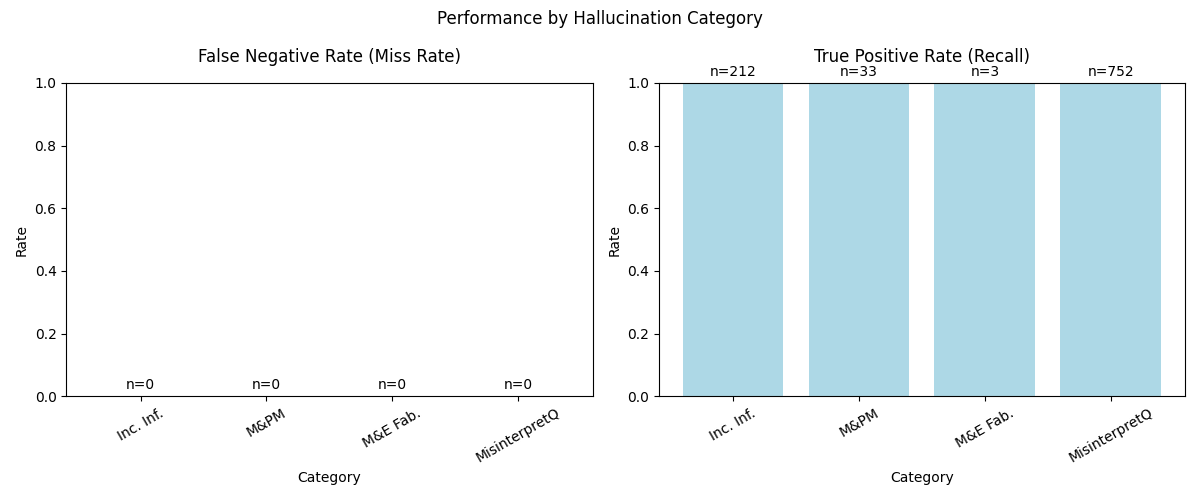 Performance by Hallucination Category
False Negative Rate (Miss Rate)
1.0
0.8
0.6
0.4
0.2
0.0
Rate
n=0
n=0
n=0
n=0
Inc. Inf.
M&PM
M&E Fab.
MisinterpretQ
Category
True Positive Rate (Recall)
n=212
n=33
n=3
n=752
1.0
0.8
0.6
0.4
0.2
0.0
Rate
Inc. Inf.
M&PM
M&E Fab.
MisinterpretQ
Category